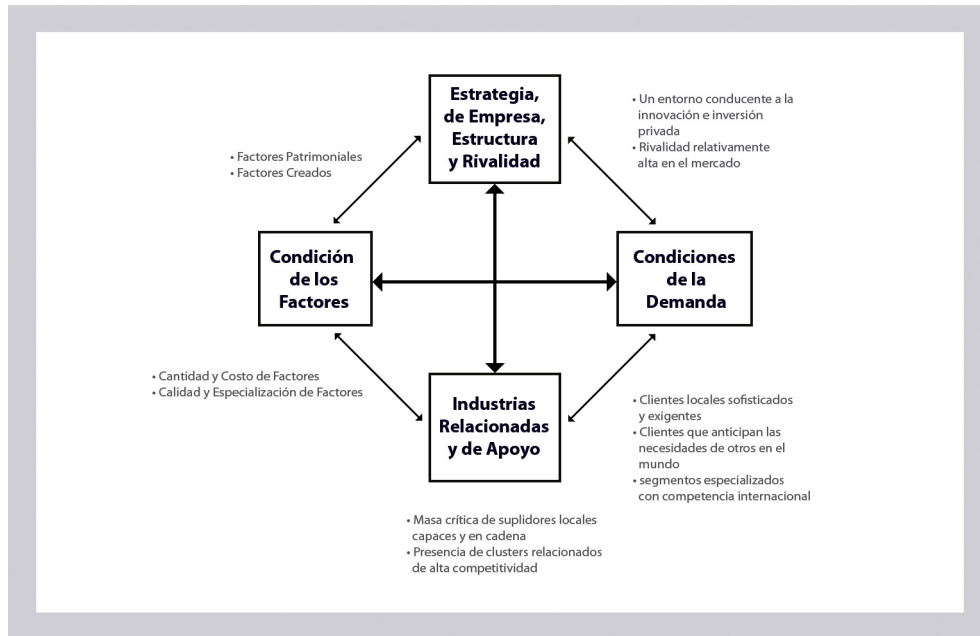 Estrategia,
de Empresa,
Estructura
y Rivalidad
• Un entorno conducente a la
innovación e inversión
privada
• Rivalidad relativamente
alta en el mercado
• Factores Patrimoniales
• Factores Creados
Condición
de los
Factores
Condiciones
de la
Demanda
• Cantidad y Costo de Factores
• Calidad y Especialización de Factores
Industrias
Relacionadas
y de Apoyo
• Clientes locales sofisticados
y exigentes
• Clientes que anticipan las
necesidades de otros en el
mundo
• segmentos especializados
con competencia internacional
• Masa crítica de suplidores locales
capaces y en cadena
• Presencia de clusters relacionados
de alta competitividad